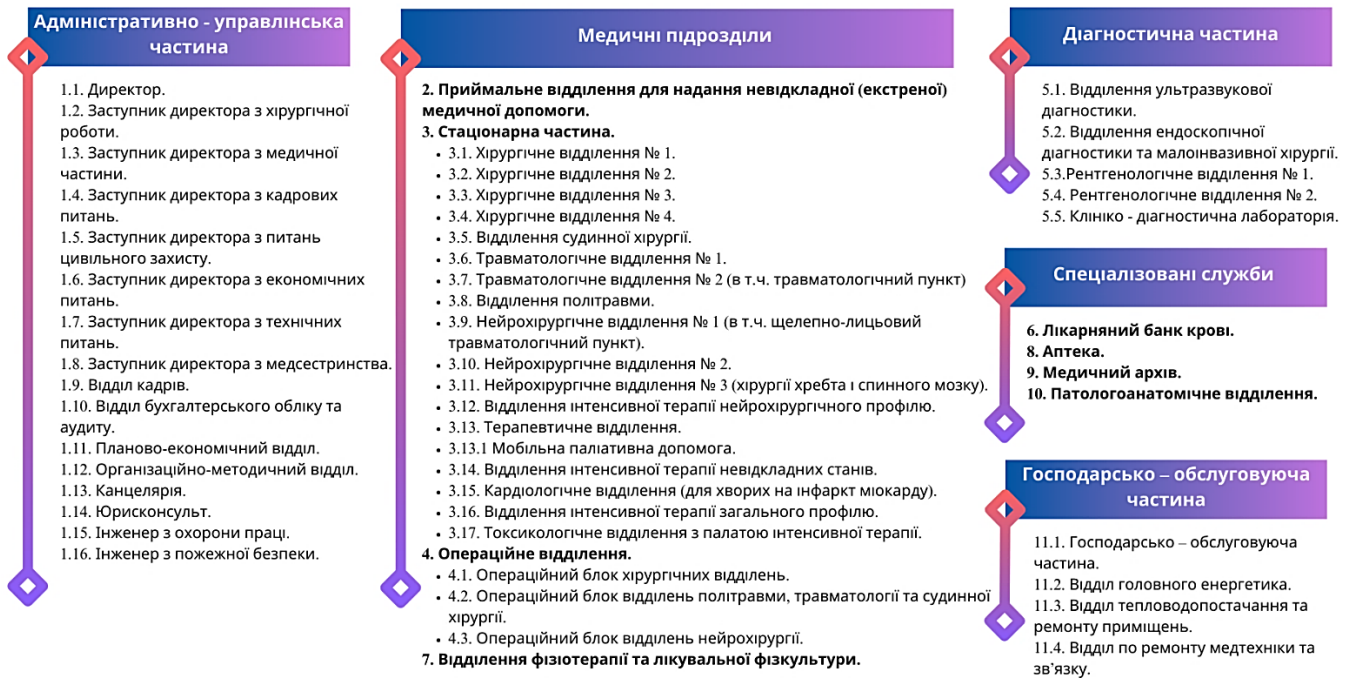 Адміністративно - управлінська
частина
1.1. Директор.
1.2. Заступник директора з хірургічної
роботи.
1.3. Заступник директора з медичної
частини.
1.4. Заступник директора з кадрових
питань.
1.5. Заступник директора з питань
цивільного захисту.
1.6. Заступник директора з економічних
питань.
1.7. Заступник директора з технічних
питань.
1.8. Заступник директора з медсестринства.
1.9. Відділ кадрів.
1.10. Відділ бухгалтерського обліку та
аудиту.
1.11. Планово-економічний відділ.
1.12. Організаційно-методичний відділ.
1.13. Канцелярія.
1.14. Юрисконсульт.
1.15. Інженер з охорони праці.
1.16. Інженер з пожежної безпеки.
Медичні підрозділи
2. Приймальне відділення для надання невідкладної (екстреної)
медичної допомоги.
3. Стаціонарна частина.
• 3.1. Хірургічне відділення № 1.
• 3.2. Хірургічне відділення № 2.
• 3.3. Хірургічне відділення № 3.
• 3.4. Хірургічне відділення № 4.
• 3.5. Відділення судинної хірургії.
• 3.6. Травматологічне відділення № 1.
• 3.7. Травматологічне відділення № 2 (в т.ч. травматологічний пункт)
• 3.8. Відділення політравми.
• 3.9. Нейрохірургічне відділення № 1 (в т.ч. щелепно-лицьовий
травматологічний пункт).
• 3.10. Нейрохірургічне відділення № 2.
• 3.11. Нейрохірургічне відділення № 3 (хірургії хребта і спинного мозку).
• 3.12. Відділення інтенсивної терапії нейрохірургічного профілю.
• 3.13. Терапевтичне відділення.
• 3.13.1 Мобільна паліативна допомога.
• 3.14. Відділення інтенсивної терапії невідкладних станів.
• 3.15. Кардіологічне відділення (для хворих на інфаркт міокарду).
• 3.16. Відділення інтенсивної терапії загального профілю.
• 3.17. Токсикологічне відділення з палатою інтенсивної терапії.
4. Операційне відділення.
• 4.1. Операційний блок хірургічних відділень.
• 4.2. Операційний блок відділень політравми, травматології та судинної
хірургії.
• 4.3. Операційний блок відділень нейрохірургії.
7. Відділення фізіотерапії та лікувальної фізкультури.
Діагностична частина
5.1. Відділення ультразвукової
діагностики.
5.2. Відділення ендоскопічної
діагностики та малоінвазивної хірургії.
5.3.Рентгенологічне відділення № 1.
5.4. Рентгенологічне відділення № 2.
5.5. Клініко - діагностична лабораторія.
Спеціалізовані служби
6. Лікарняний банк крові.
8. Аптека.
9. Медичний архів.
10. Патологоанатомічне відділення.
Господарсько – обслуговуюча
частина
11.1. Господарсько – обслуговуюча
частина.
11.2. Відділ головного енергетика.
11.3. Відділ тепловодопостачання та
ремонту приміщень.
11.4. Відділ по ремонту медтехніки та
зв’язку.